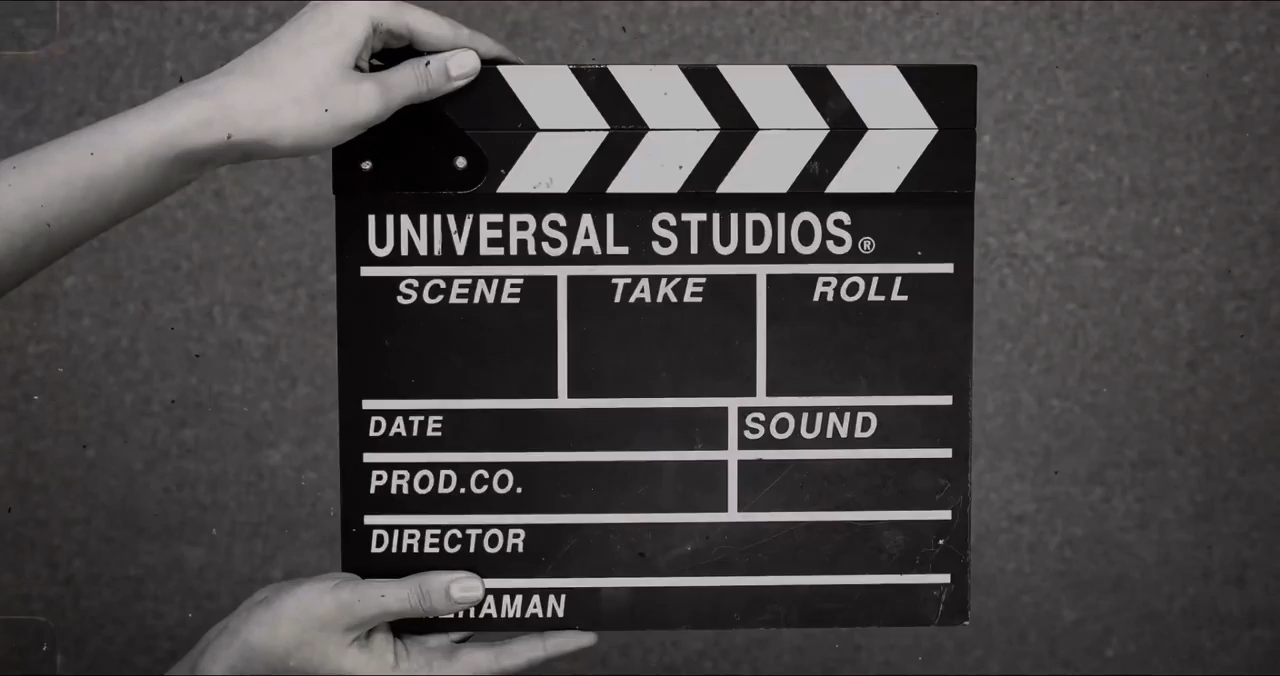 UNIVERSAL STUDIOS®
SCENE TAKE ROLL
DATE SOUND
PROD.CO.
DIRECTOR